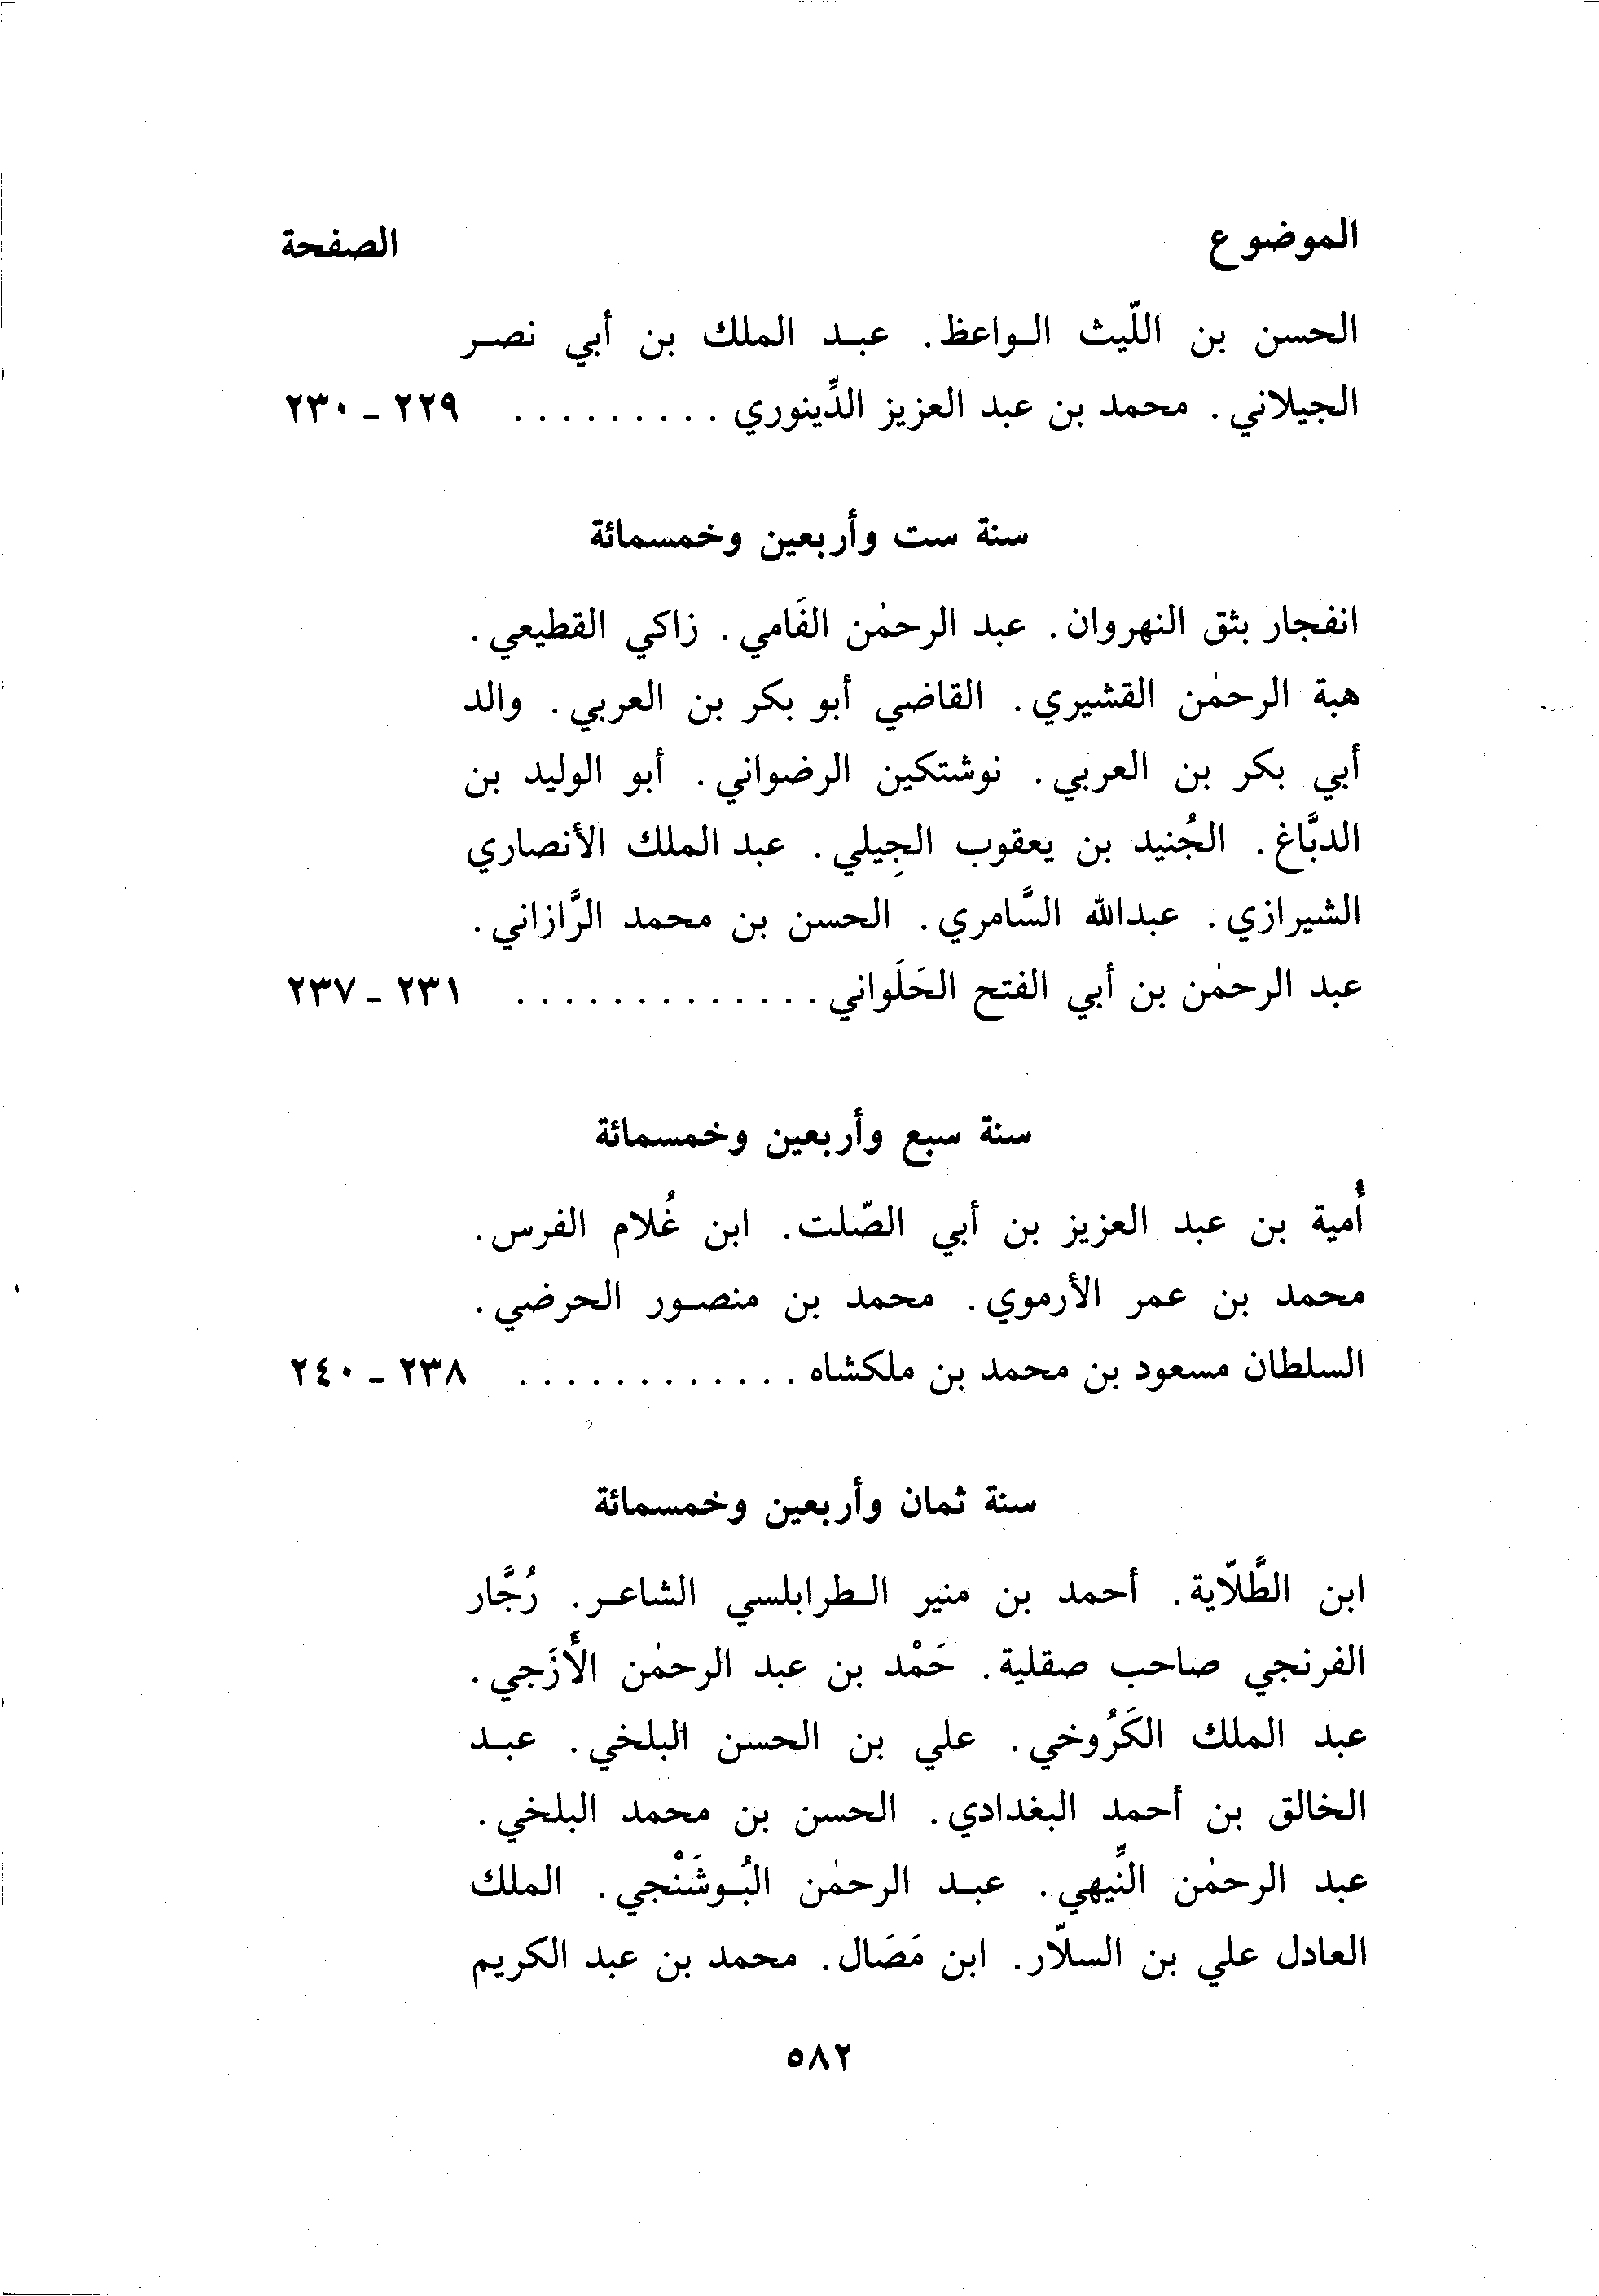 الموضوع الصفحة
الحسن بن اللّيث الواعظ. عبد الملك بن أبي نصر
الجيلاني. محمد بن عبد العزيز الدِّينوري ......... ٢٢٩ - ٢٣٠
سنة ست وأربعين وخمسمائة
انفجار بثق النهروان. عبد الرحمٰن الفَامي. زاكي القطيعي.
هبة الرحمٰن القشيري. القاضي أبو بكر بن العربي. والد
أبي بكر بن العربي. نوشتكين الرضواني. أبو الوليد بن
الدبَّاغ. الجُنيد بن يعقوب الجِيلي. عبد الملك الأنصاري
الشيرازي. عبدالله السَّامري. الحسن بن محمد الرَّازاني.
عبد الرحمٰن بن أبي الفتح الحَلَواني ............. ٢٣١ - ٢٣٧
سنة سبع وأربعين وخمسمائة
أُمية بن عبد العزيز بن أبي الصّلت. ابن غُلام الفرس.
محمد بن عمر الأرموي. محمد بن منصور الحرضي.
السلطان مسعود بن محمد بن ملكشاه ............ ٢٣٨ - ٢٤٠
سنة ثمان وأربعين وخمسمائة
ابن الطَّلّاية. أحمد بن منير الطرابلسي الشاعر. رُجَّار
الفرنجي صاحب صقلية. حَمْد بن عبد الرحمٰن الأَزَجي.
عبد الملك الكَرُوخي. علي بن الحسن البلخي. عبد
الخالق بن أحمد البغدادي. الحسن بن محمد البلخي.
عبد الرحمٰن النِّيهي. عبد الرحمٰن البُوشَنْجي. الملك
العادل علي بن السلّار. ابن مَصَال. محمد بن عبد الكريم
٥٨٢